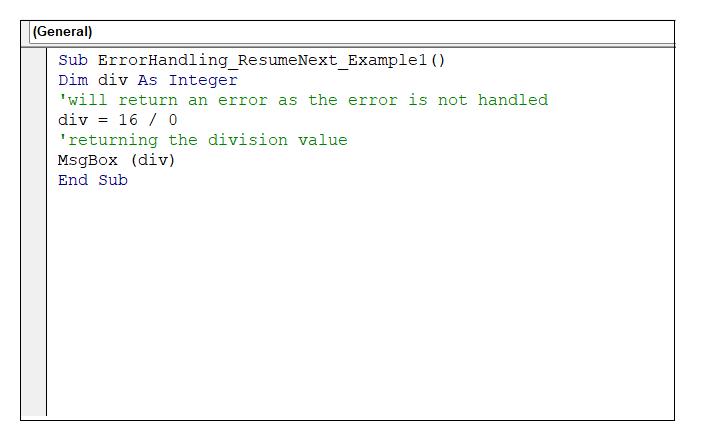 (General)
Sub ErrorHandling_ResumeNext_Example1()
Dim div As Integer
'will return an error as the error is not handled
div = 16 / 0
'returning the division value
MsgBox (div)
End Sub